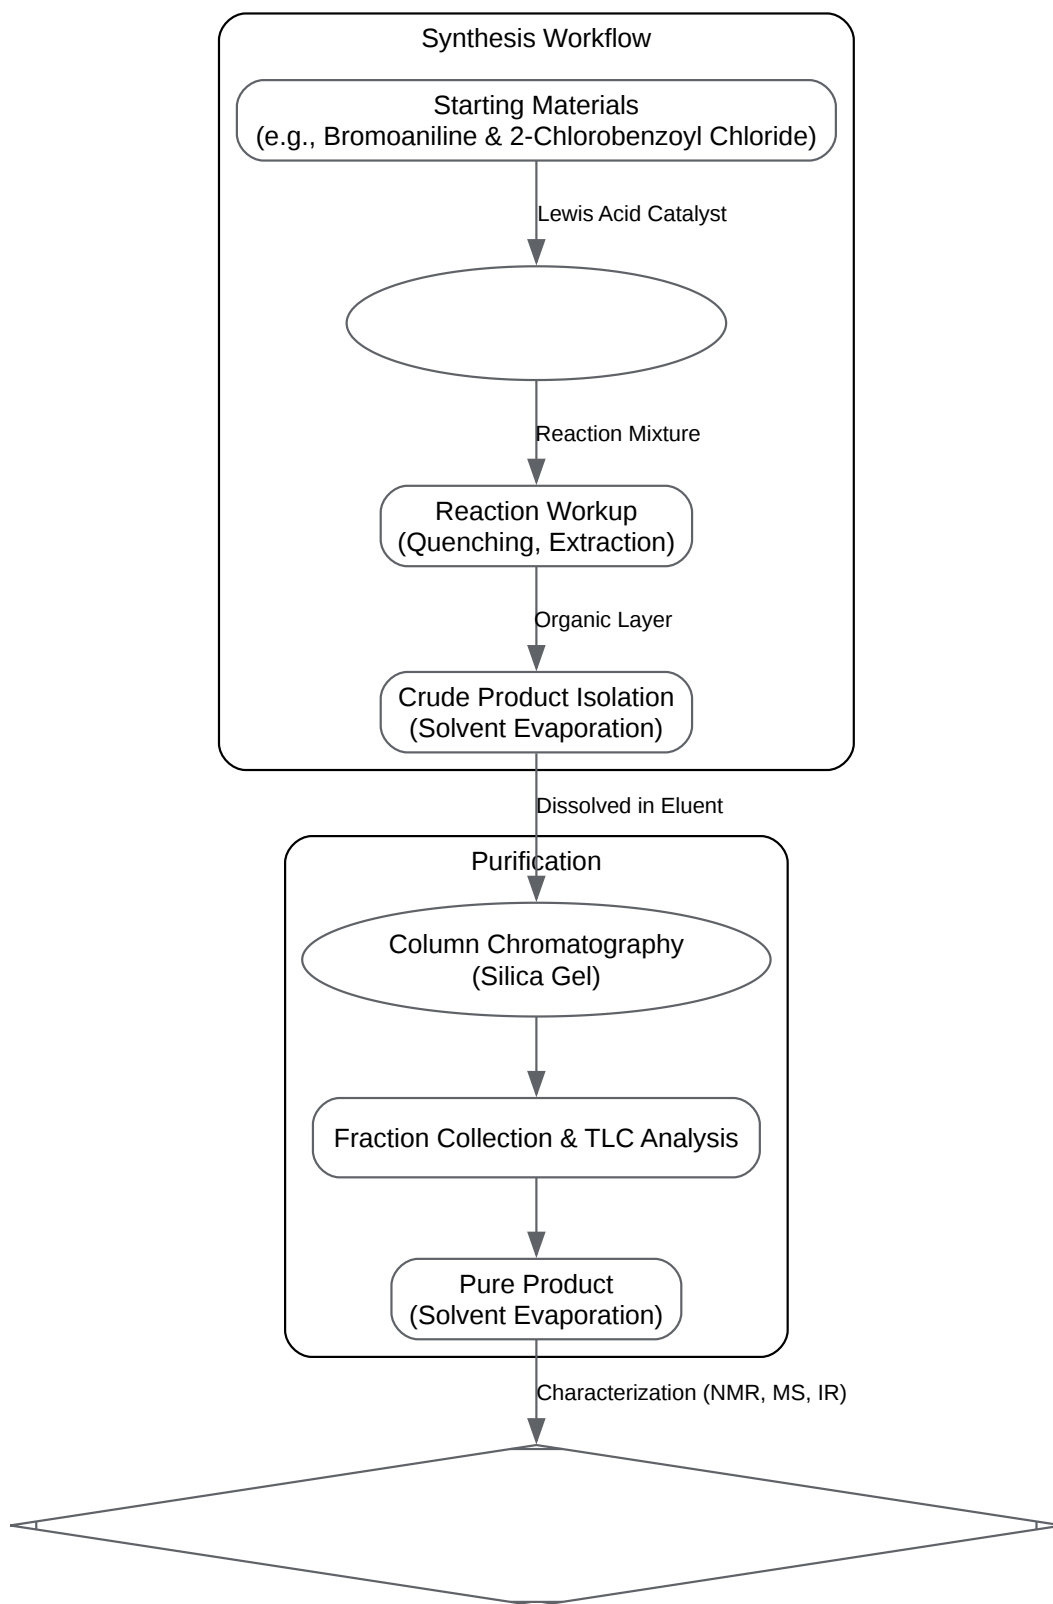 Synthesis Workflow
Starting Materials
(e.g., Bromoaniline & 2-Chlorobenzoyl Chloride)
Lewis Acid Catalyst
Reaction Mixture
Reaction Workup
(Quenching, Extraction)
Organic Layer
Crude Product Isolation
(Solvent Evaporation)
Dissolved in Eluent
Purification
Column Chromatography
(Silica Gel)
Fraction Collection & TLC Analysis
Pure Product
(Solvent Evaporation)
Characterization (NMR, MS, IR)